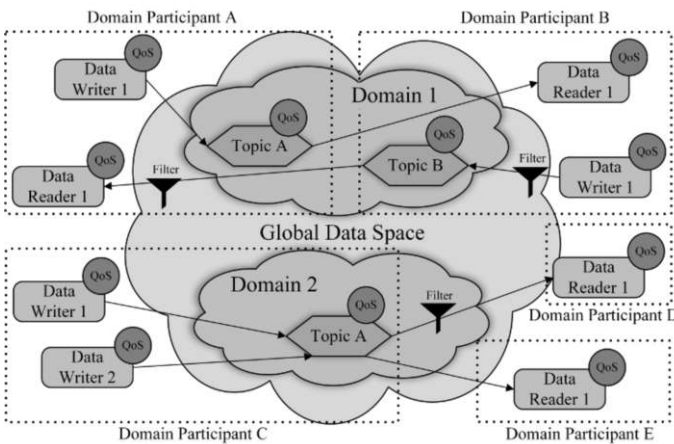 Domain Participant A
Domain Participant B
QoS
Data
Writer 1
QoS
Data
Reader 1
Domain 1
QoS
Topic A
QoS
Topic B
QoS
Data
Reader 1
Filter
Filter
QoS
Data
Writer 1
Global Data Space
QoS
Data
Writer 1
Domain 2
QoS
Topic A
Filter
QoS
Data
Reader 1
Domain Participant D
QoS
Data
Writer 2
QoS
Data
Reader 1
Domain Participant C
Domain Participant E